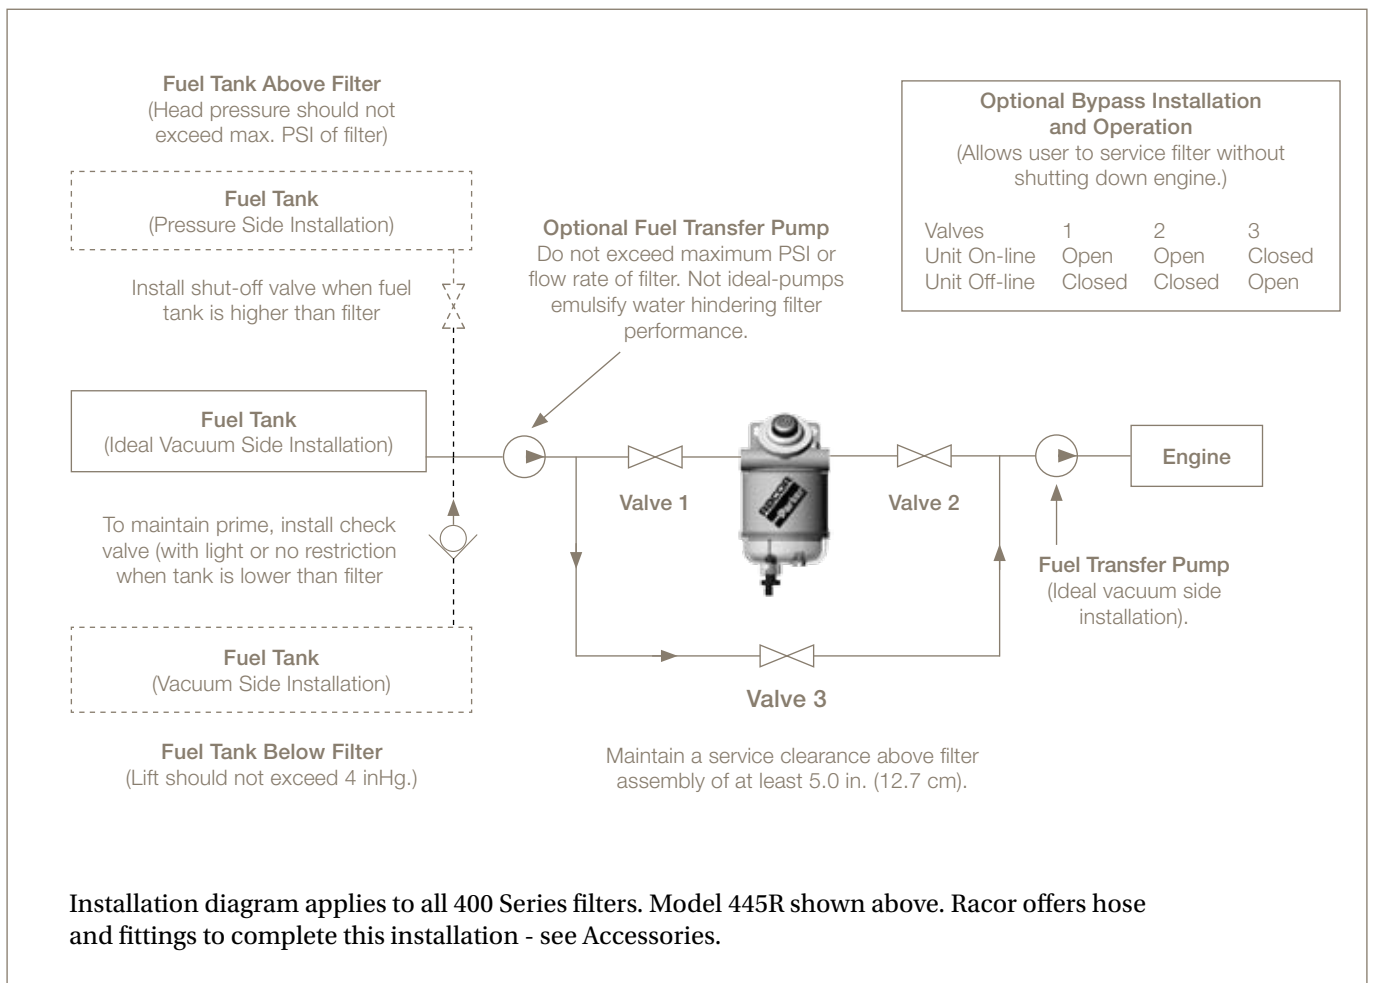 Fuel Tank Above Filter
(Head pressure should not
exceed max. PSI of filter)
Fuel Tank
(Pressure Side Installation)
Install shut-off valve when fuel
tank is higher than filter
Fuel Tank
(Ideal Vacuum Side Installation)
To maintain prime, install check
valve (with light or no restriction
when tank is lower than filter
Fuel Tank
(Vacuum Side Installation)
Fuel Tank Below Filter
(Lift should not exceed 4 inHg.)
Optional Fuel Transfer Pump
Do not exceed maximum PSI or
flow rate of filter. Not ideal-pumps
emulsify water hindering filter
performance.
Optional Bypass Installation
and Operation
(Allows user to service filter without
shutting down engine.)
Valves 1 2 3
Unit On-line Open Open Closed
Unit Off-line Closed Closed Open
Valve 1
RACOR
Valve 2
Engine
Fuel Transfer Pump
(Ideal vacuum side
installation).
Valve 3
Maintain a service clearance above filter
assembly of at least 5.0 in. (12.7 cm).
Installation diagram applies to all 400 Series filters. Model 445R shown above. Racor offers hose
and fittings to complete this installation - see Accessories.